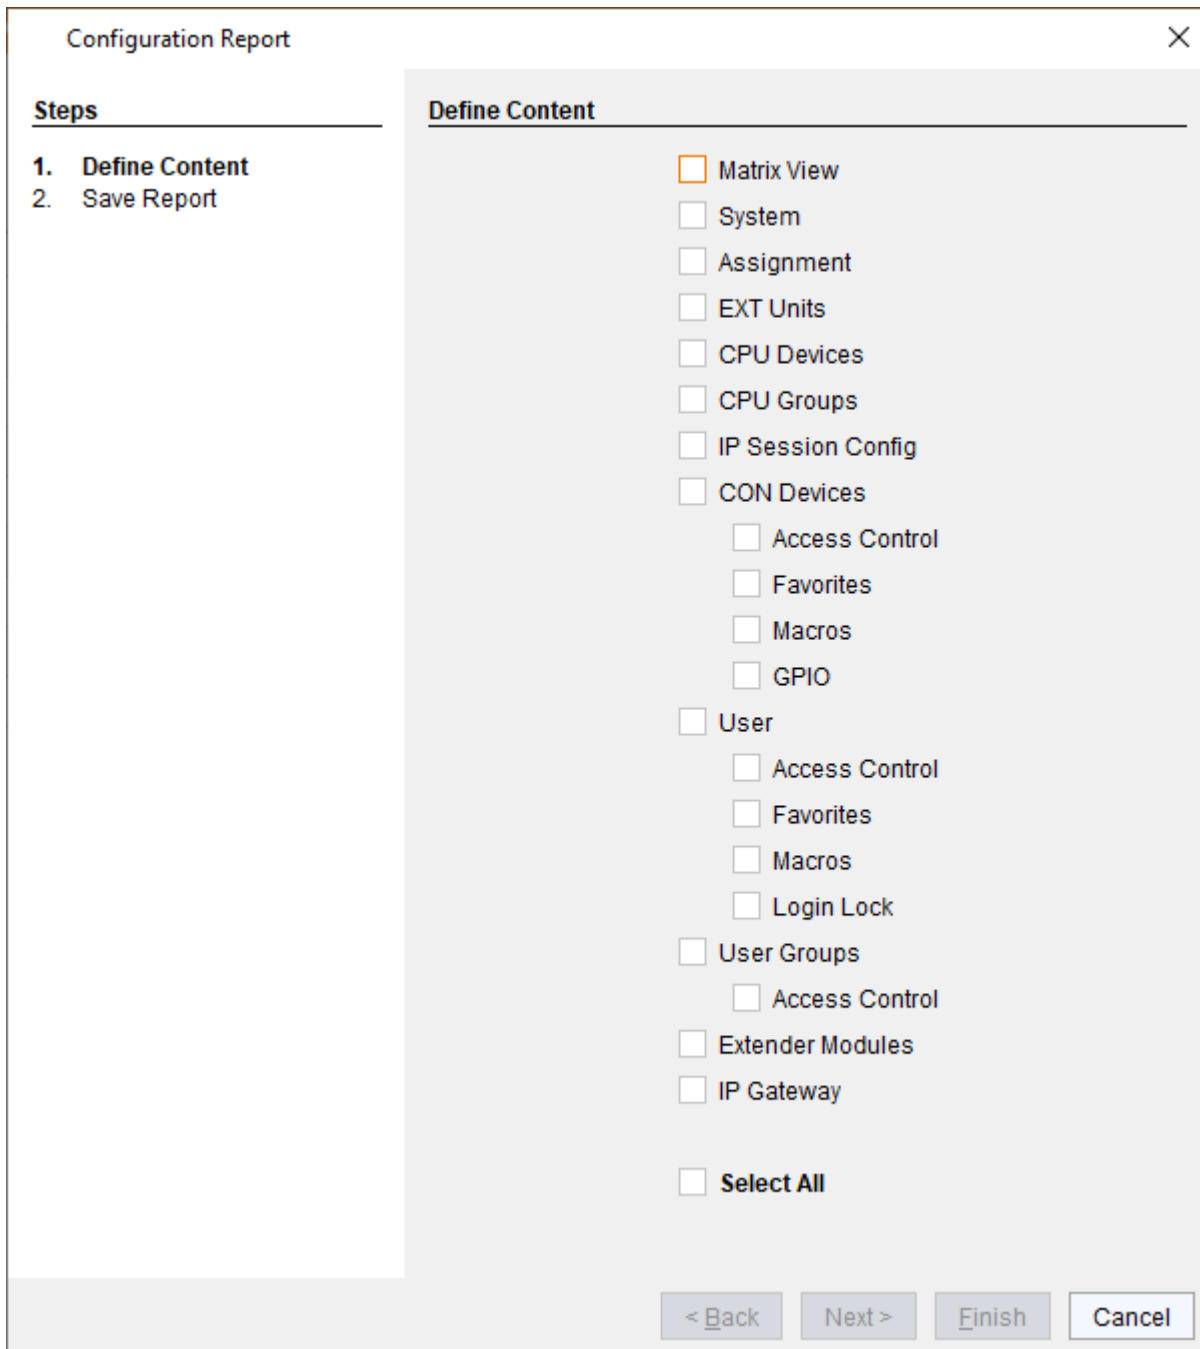 Configuration Report
Steps
1. Define Content
2. Save Report
Define Content
Matrix View
System
Assignment
EXT Units
CPU Devices
CPU Groups
IP Session Config
CON Devices
Access Control
Favorites
Macros
GPIO
User
Access Control
Favorites
Macros
Login Lock
User Groups
Access Control
Extender Modules
IP Gateway
Select All
< Back Next > Finish Cancel